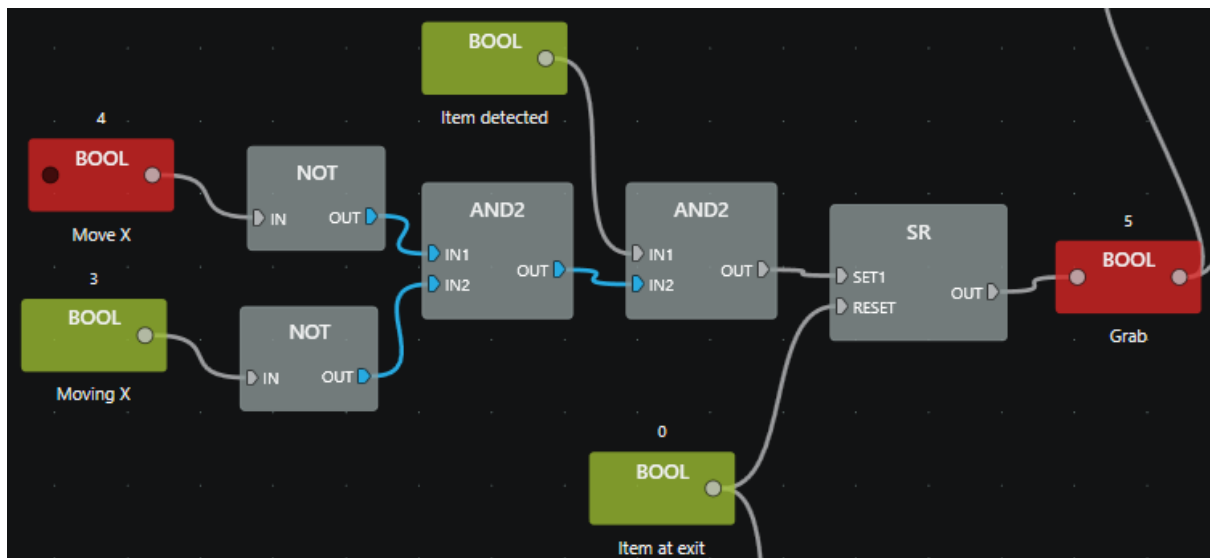 BOOL
Item detected
4
BOOL
Move X
NOT
IN
OUT
AND2
IN1
IN2
OUT
AND2
IN1
IN2
OUT
SR
SET1
RESET
OUT
5
BOOL
Grab
3
BOOL
Moving X
NOT
IN
OUT
0
BOOL
Item at exit